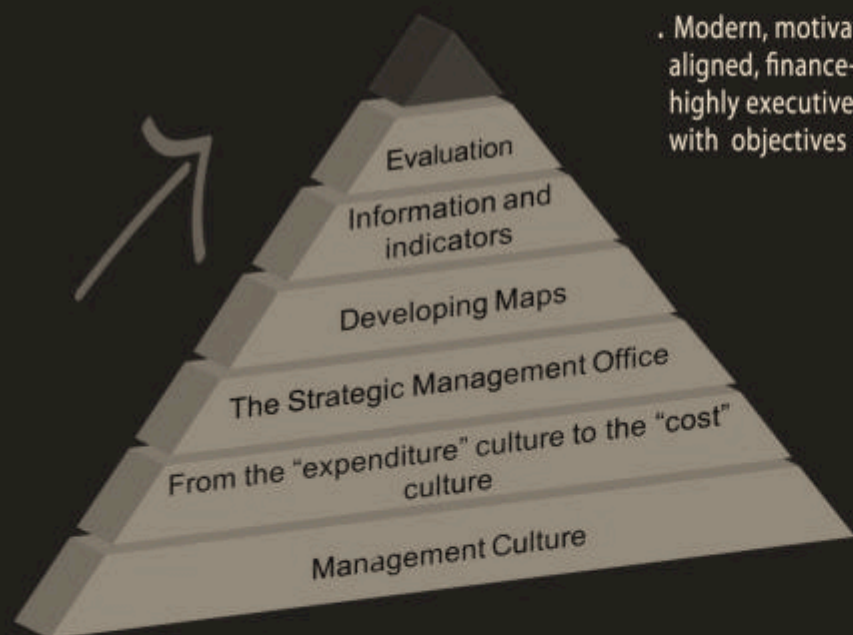 . Modern, motiva
aligned, finance-
highly executive
with objectives
Evaluation
Information and
indicators
Developing Maps
The Strategic Management Office
From the “expenditure” culture to the “cost”
culture
Management Culture